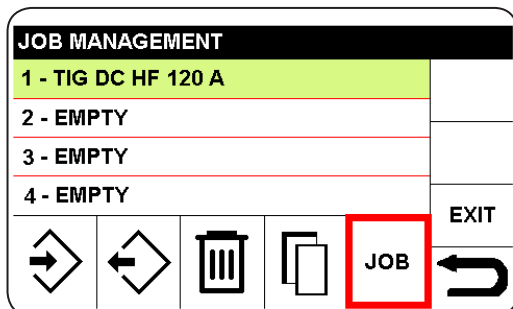 JOB MANAGEMENT
1 - TIG DC HF 120 A
2 - EMPTY
3 - EMPTY
4 - EMPTY
EXIT
JOB